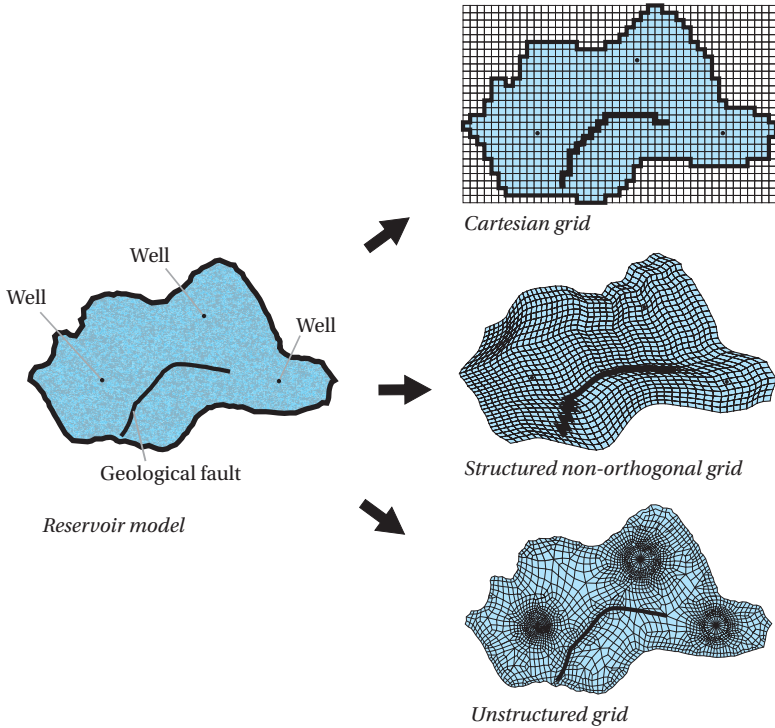 Cartesian grid
Well
Well
Well
Geological fault
Structured non-orthogonal grid
Reservoir model
Unstructured grid